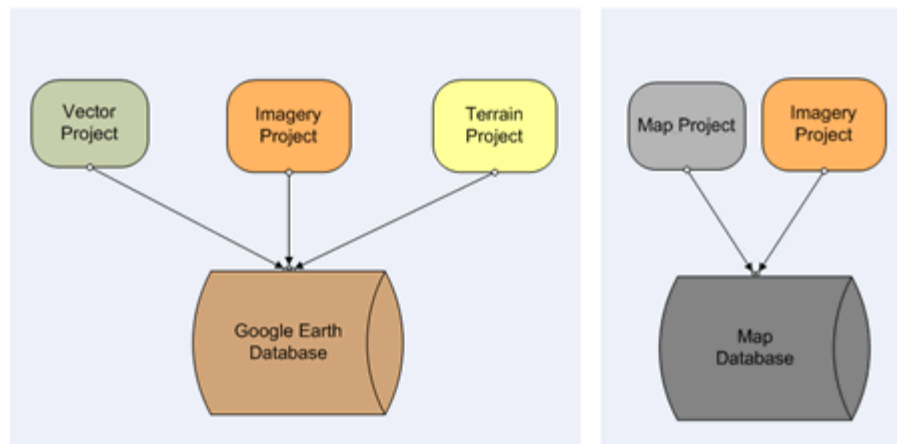 Vector
Project
Imagery
Project
Terrain
Project
Google Earth
Database
Map Project
Imagery
Project
Map
Database